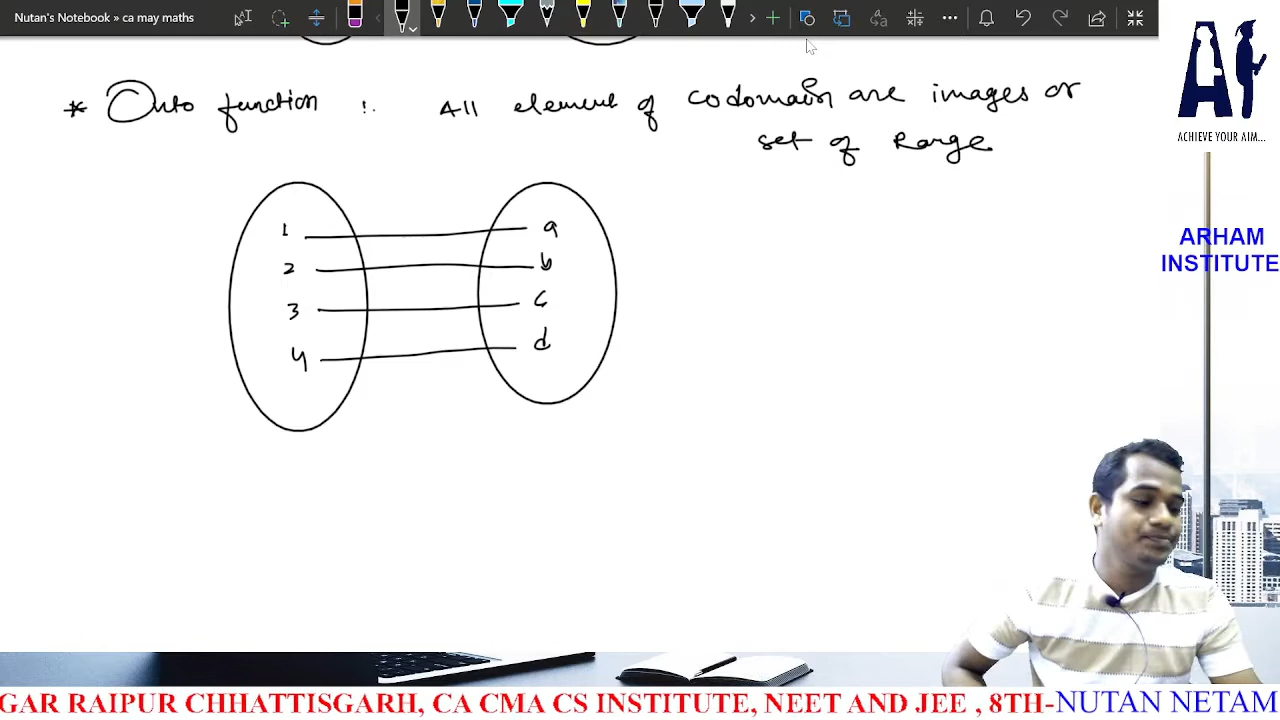 Nutan's Notebook » ca may maths
* Onto function :. All element of codomain are images or
set of Range
1 a
2 b
3 c
4 d
ACHIEVE YOUR AIM...
ARHAM
INSTITUTE
GAR RAIPUR CHHATTISGARH, CA CMA CS INSTITUTE, NEET AND JEE , 8TH-NUTAN NETAM